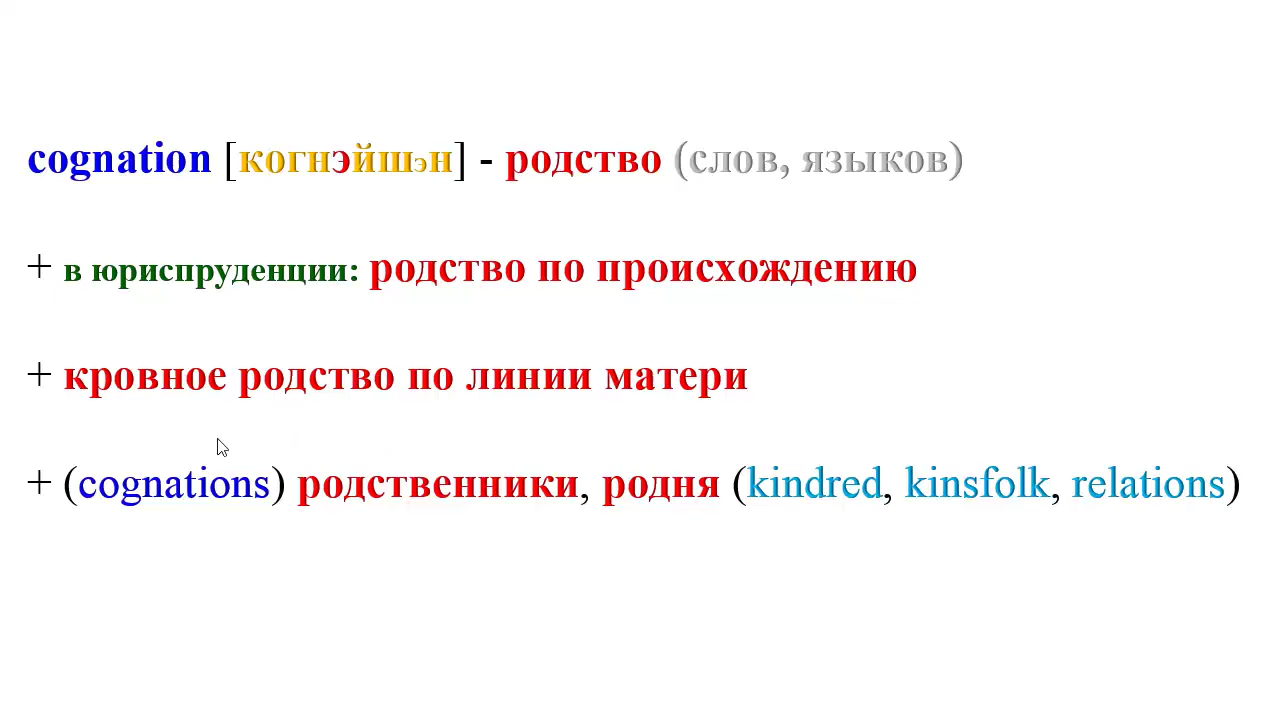 cognation [когнэйшэн] - родство (слов, языков)
+ в юриспруденции: родство по происхождению
+ кровное родство по линии матери
+ (cognations) родственники, родня (kindred, kinsfolk, relations)